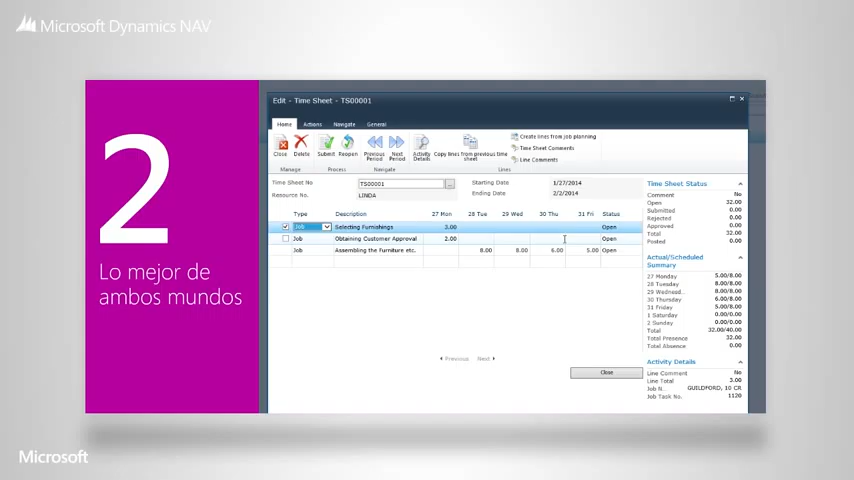 Microsoft Dynamics NAV
2
Lo mejor de
ambos mundos
Edit - Time Sheet - TS00001
Home Actions Navigate General
Close Delete Submit Reopen Previous Period Next Period Activity Details Copy lines from previous time sheet
Create lines from job planning
Time Sheet Comments
Line Comments
Manage Process Navigate Lines
Time Sheet No TS00001 ... Starting Date 1/27/2014
Resource No. LINDA Ending Date 2/2/2014
Type Description 27 Mon 28 Tue 29 Wed 30 Thu 31 Fri Status
Job Selecting Furnishings 3.00 Open
Job Obtaining Customer Approval 2.00 Open
Job Assembling the Furniture etc. 8.00 8.00 6.00 5.00 Open
Previous Next
Close
Time Sheet Status
Comment No
Open 32.00
Submitted 0.00
Rejected 0.00
Approved 0.00
Total 32.00
Posted 0.00
Actual/Scheduled
Summary
27 Monday 5.00/8.00
28 Tuesday 8.00/8.00
29 Wednesd... 8.00/8.00
30 Thursday 6.00/8.00
31 Friday 5.00/8.00
1 Saturday 0.00/0.00
2 Sunday 0.00/0.00
Total 32.00/40.00
Total Presence 32.00
Total Absence 0.00
Activity Details
Line Comment No
Line Total 3.00
Job N... GUILDFORD, 10 CR
Job Task No. 1120
Microsoft